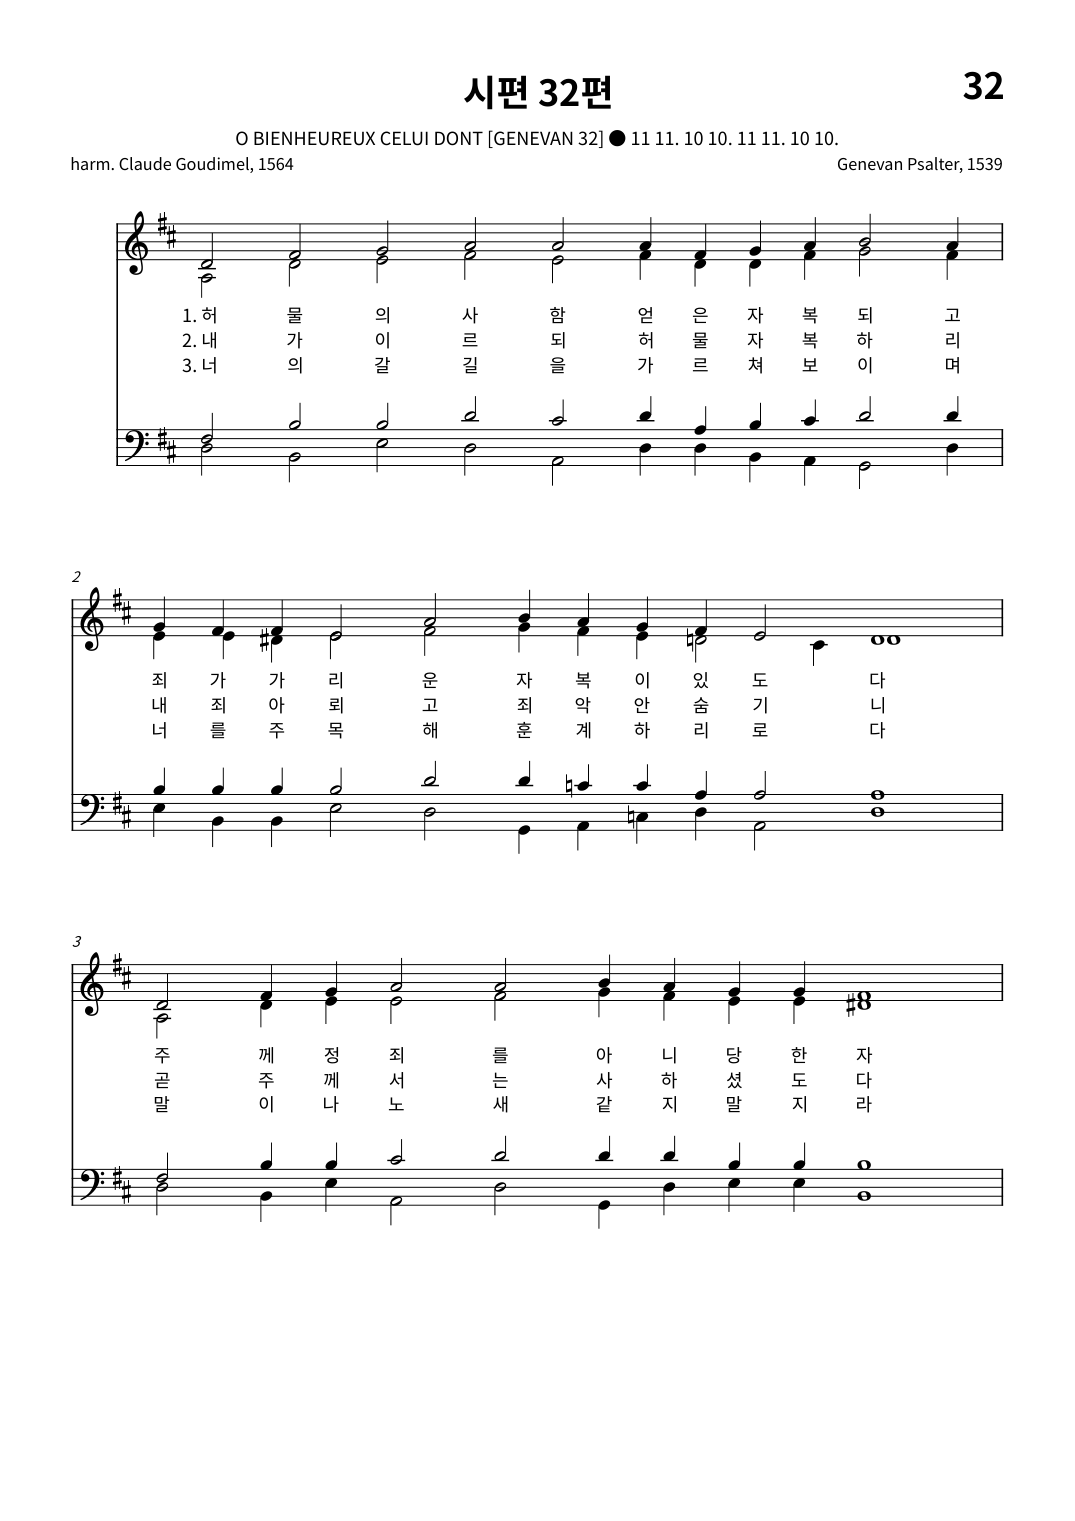 시편 32편
32
O BIENHEUREUX CELUI DONT [GENEVAN 32] ● 11 11. 10 10. 11 11. 10 10.
harm. Claude Goudimel, 1564
Genevan Psalter, 1539
1. 허 물 의 사 함 얻 은 자 복 되 고
2. 내 가 이 르 되 허 물 자 복 하 리
3. 너 의 갈 길 을 가 르 쳐 보 이 며
2
죄 가 가 리 운 자 복 이 있 도 다
내 죄 아 뢰 고 죄 악 안 숨 기 니
너 를 주 목 해 훈 계 하 리 로 다
3
주 께 정 죄 를 아 니 당 한 자
곧 주 께 서 는 사 하 셨 도 다
말 이 나 노 새 같 지 말 지 라